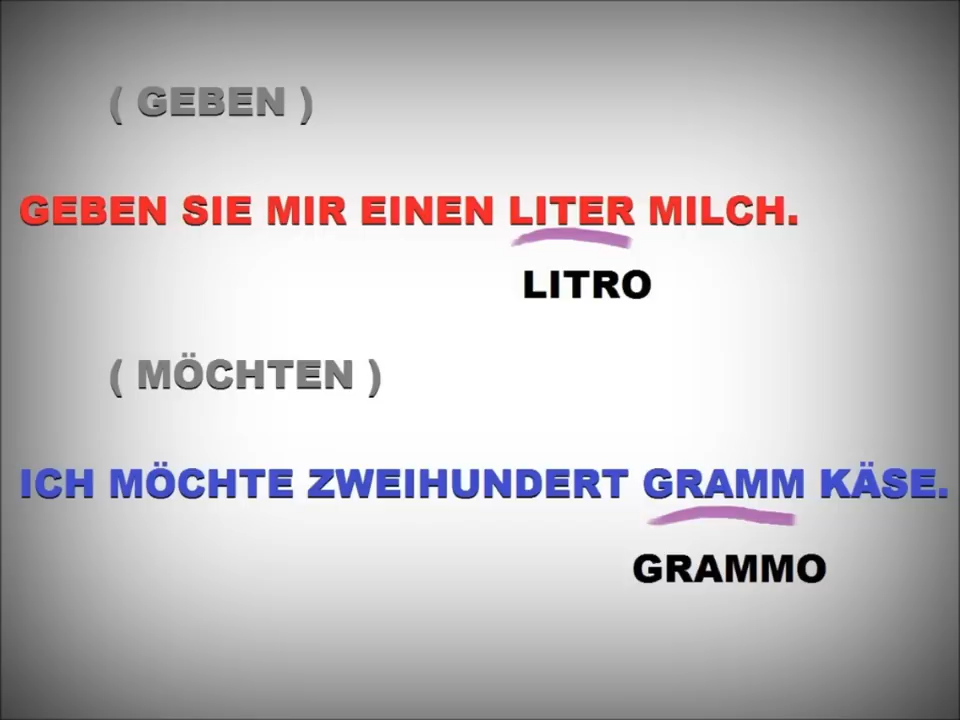 ( GEBEN )
GEBEN SIE MIR EINEN LITER MILCH.
LITRO
( MÖCHTEN )
ICH MÖCHTE ZWEIHUNDERT GRAMM KÄSE.
GRAMMO